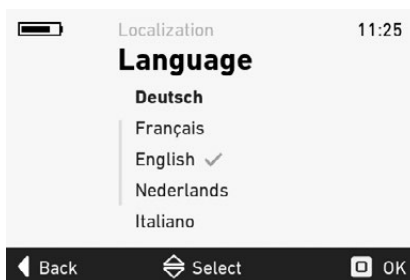 Localization 11:25
Language
Deutsch
Français
English
Nederlands
Italiano
Back Select OK